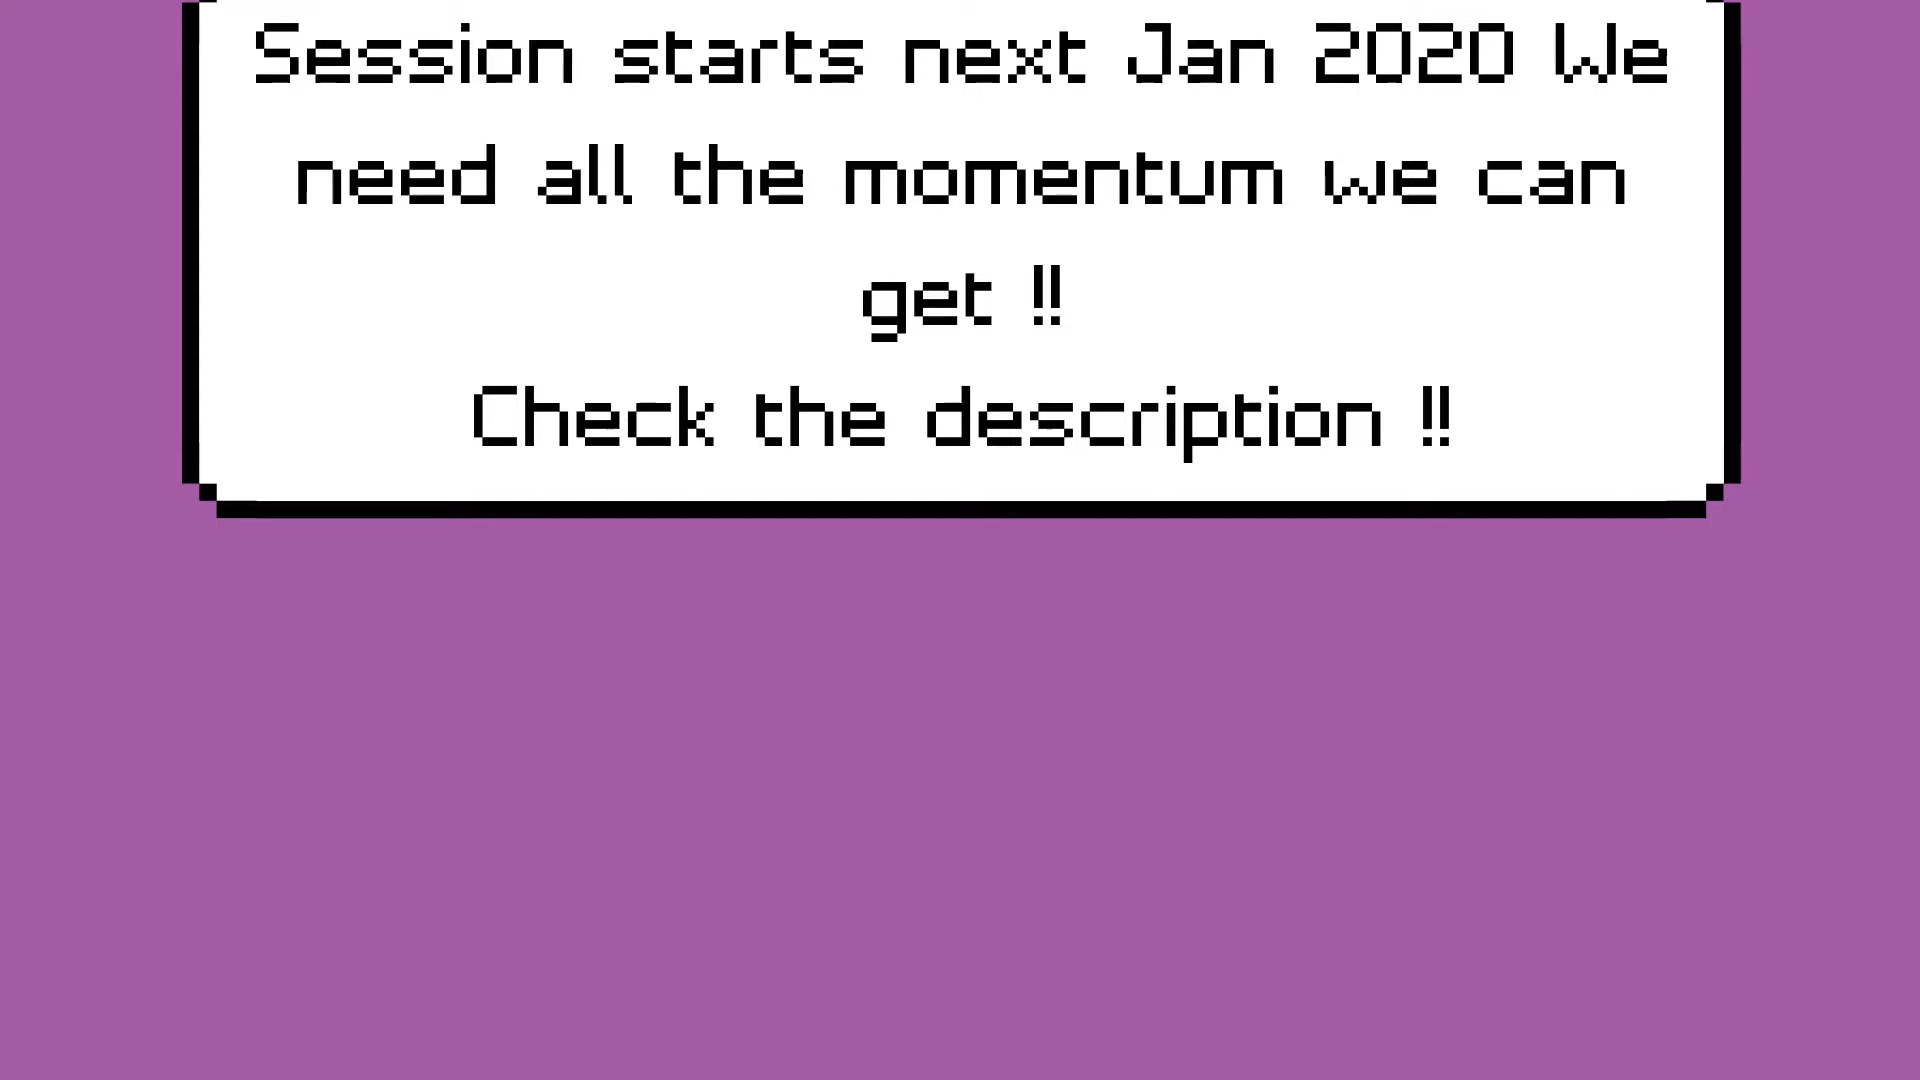 Session starts next Jan 2020 We
need all the momentum we can
get !!
Check the description !!